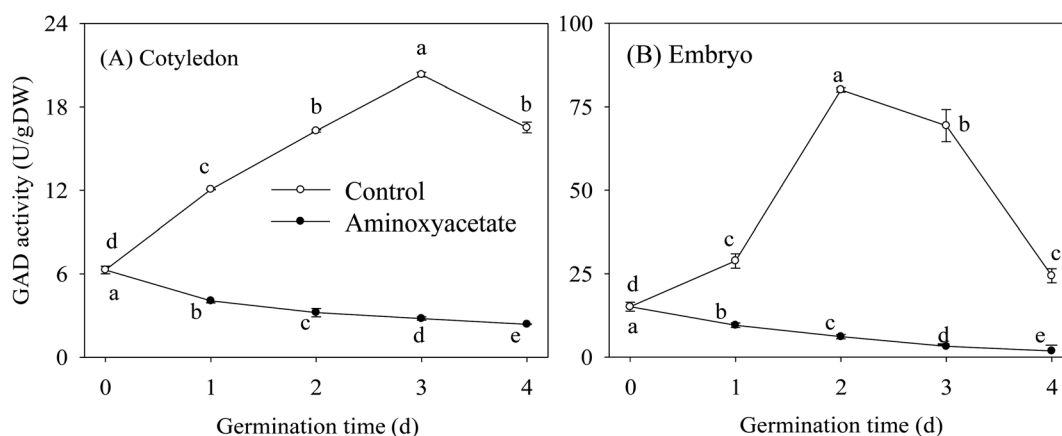 (A) Cotyledon
GAD activity (U/gDW)
24
18
12
6
0
a
b
b
c
d
Control
Aminoxyacetate
a
b
c
d
e
0 1 2 3 4
Germination time (d)
(B) Embryo
100
75
50
25
0
a
b
c
c
d
a
b
c
d
e
0 1 2 3 4
Germination time (d)